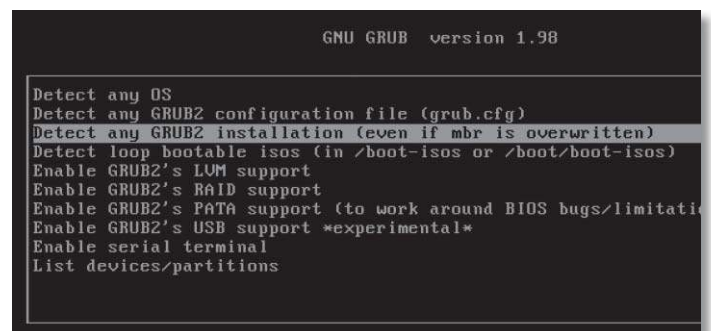 GNU GRUB version 1.98
Detect any OS
Detect any GRUB2 configuration file (grub.cfg)
Detect any GRUB2 installation (even if mbr is overwritten)
Detect loop bootable isos (in /boot-isos or /boot/boot-isos)
Enable GRUB2's LVM support
Enable GRUB2's RAID support
Enable GRUB2's PATA support (to work around BIOS bugs/limitati
Enable GRUB2's USB support *experimental*
Enable serial terminal
List devices/partitions